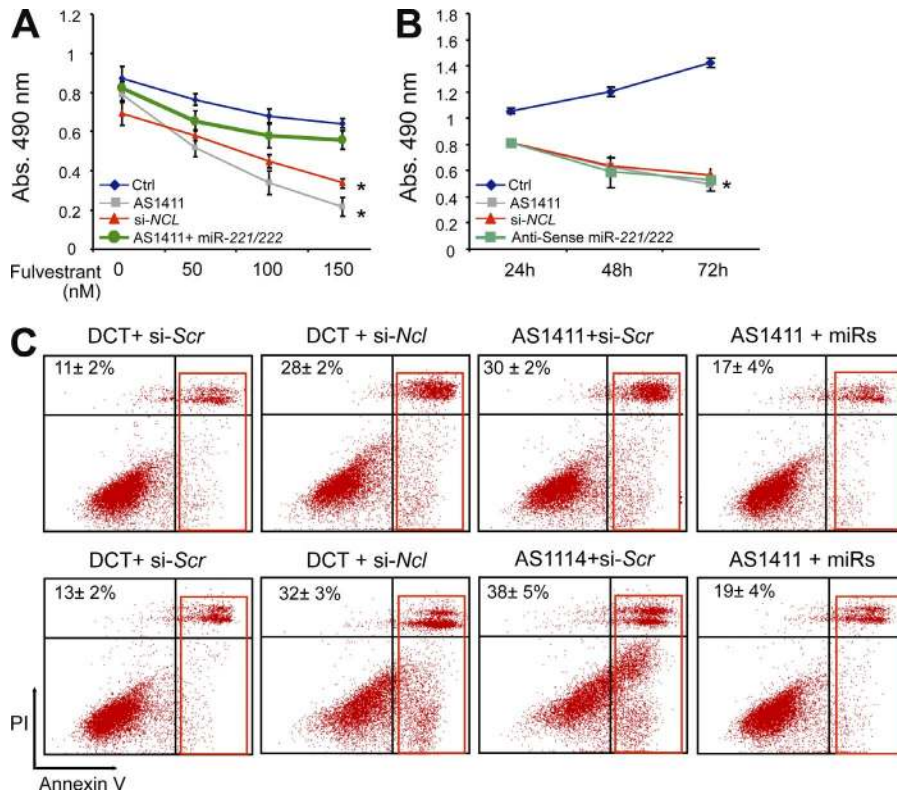 A
1.2
1
0.8
0.6
0.4
0.2
0
Abs. 490 nm
Ctrl
AS1411
si-NCL
AS1411+ miR-221/222
*
*
Fulvestrant
(nM)
0 50 100 150
B
1.8
1.6
1.4
1.2
1
0.8
0.6
0.4
0.2
0
Abs. 490 nm
Ctrl
AS1411
si-NCL
Anti-Sense miR-221/222
*
24h 48h 72h
C
DCT+ si-Scr DCT + si-Ncl AS1411+si-Scr AS1411 + miRs
11± 2% 28± 2% 30 ± 2% 17± 4%
DCT+ si-Scr DCT + si-Ncl AS1114+si-Scr AS1411 + miRs
13± 2% 32± 3% 38± 5% 19± 4%
PI
Annexin V